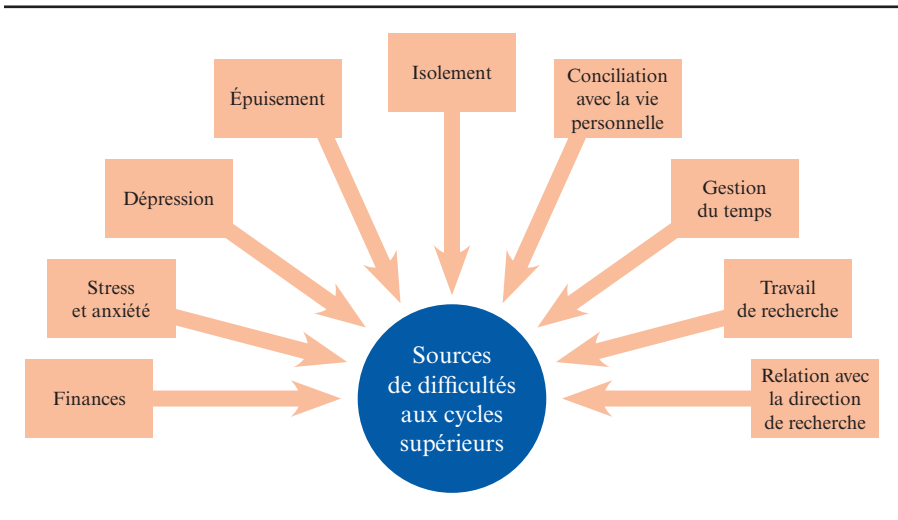 Isolement
Conciliation
avec la vie
personnelle
Épuisement
Gestion
du temps
Dépression
Stress
et anxiété
Travail
de recherche
Finances
Sources
de difficultés
aux cycles
supérieurs
Relation avec
la direction
de recherche